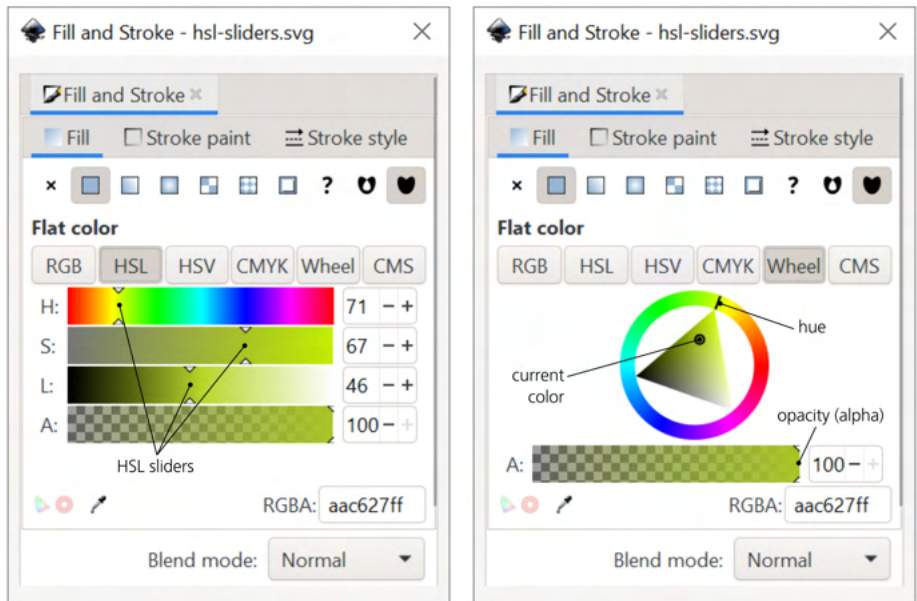 Fill and Stroke - hsl-sliders.svg
Fill and Stroke
Fill Stroke paint Stroke style
?
Flat color
RGB HSL HSV CMYK Wheel CMS
H: 71 − +
S: 67 − +
L: 46 − +
A: 100 − +
HSL sliders
RGBA: aac627ff
Blend mode: Normal
Fill and Stroke - hsl-sliders.svg
Fill and Stroke
Fill Stroke paint Stroke style
?
Flat color
RGB HSL HSV CMYK Wheel CMS
hue
current
color
opacity (alpha)
A: 100 − +
RGBA: aac627ff
Blend mode: Normal